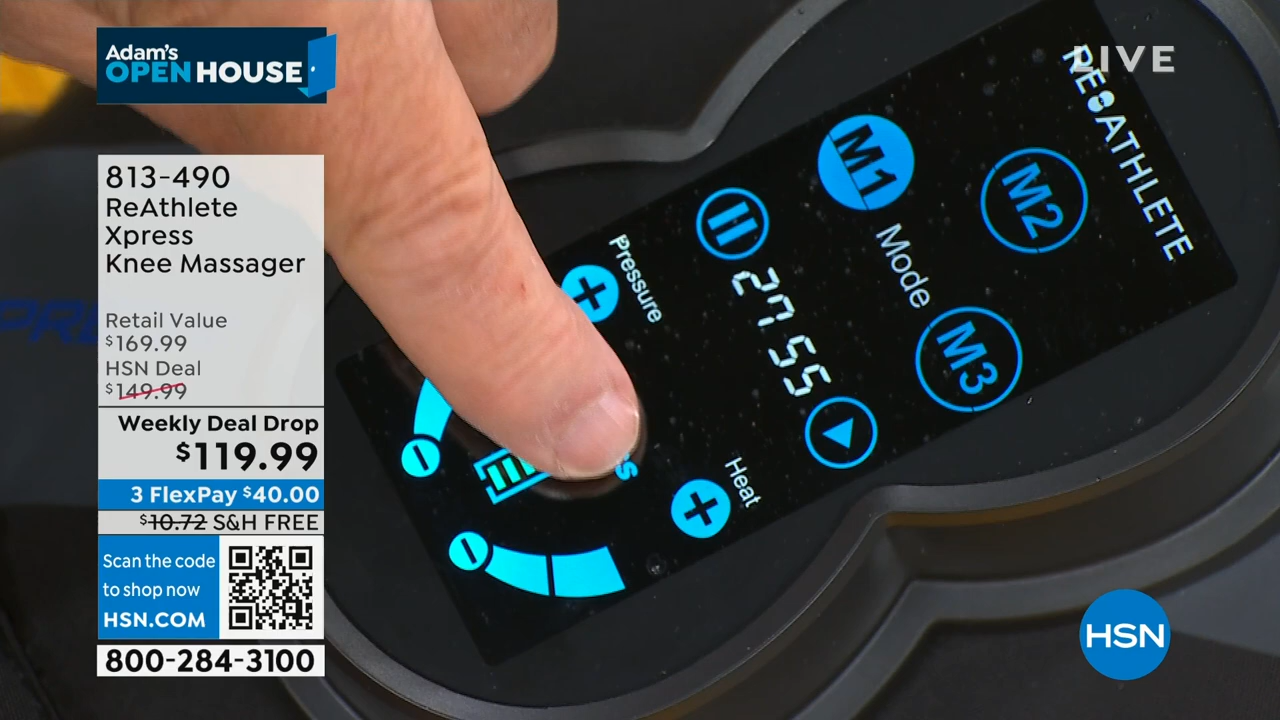 Adam's
OPEN HOUSE
LIVE
813-490
ReAthlete
Xpress
Knee Massager
Retail Value
$169.99
HSN Deal
$149.99
Weekly Deal Drop
$119.99
3 FlexPay $40.00
$10.72 S&H FREE
Scan the code
to shop now
HSN.COM
800-284-3100
RE ATHLETE
M1
M2
Mode
M3
Pressure
+
27 55
Heat
+
HSN